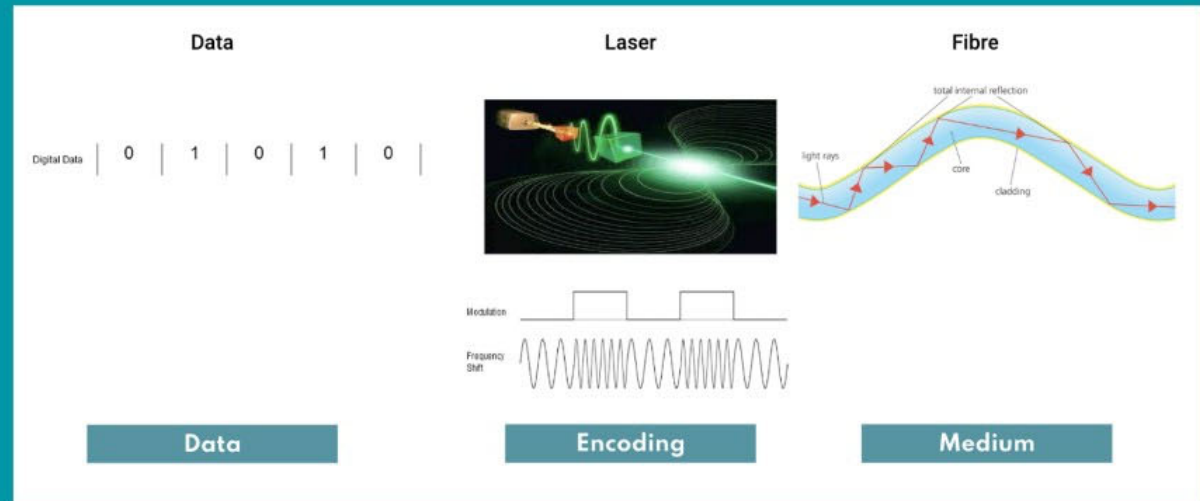 Data
Laser
Fibre
Digital Data 0 1 0 1 0
total internal reflection
light rays
core
cladding
Modulation
Frequency
Shift
Data
Encoding
Medium